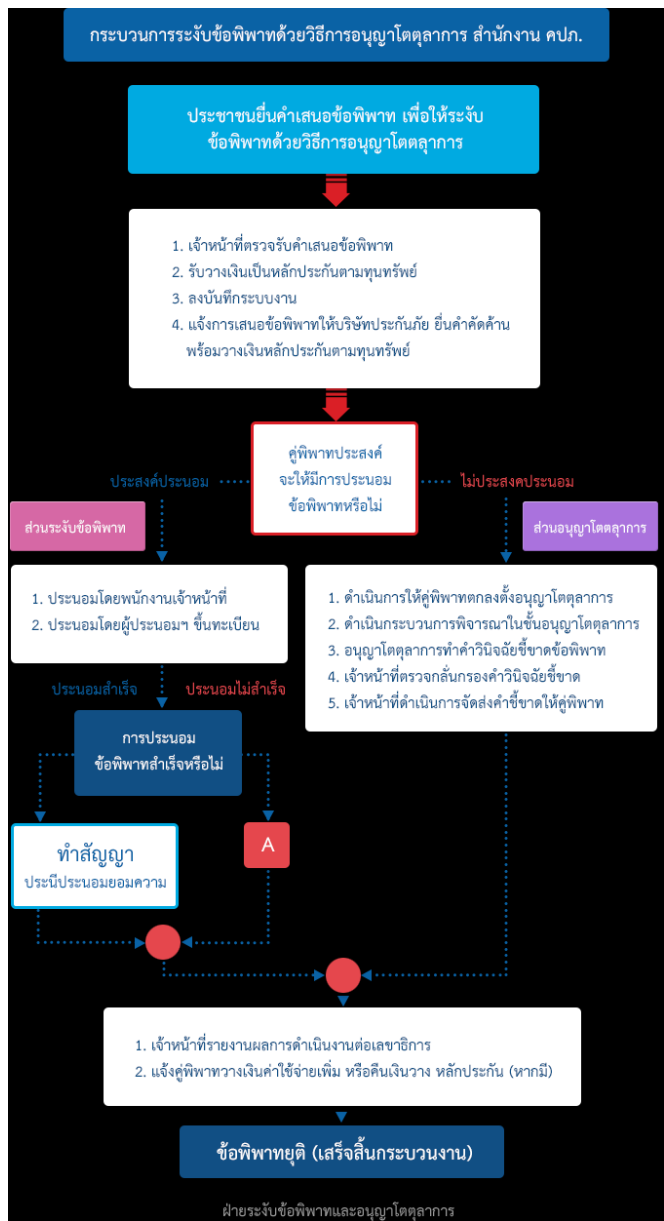 กระบวนการระงับข้อพิพาทด้วยวิธีการอนุญาโตตุลาการ สำนักงาน คปภ.
ประชาชนยื่นคำเสนอข้อพิพาท เพื่อให้ระงับ
ข้อพิพาทด้วยวิธีการอนุญาโตตลุาการ
1. เจ้าหน้าที่ตรวจรับคำเสนอข้อพิพาท
2. รับวางเงินเป็นหลักประกันตามทุนทรัพย์
3. ลงบันทึกระบบงาน
4. แจ้งการเสนอข้อพิพาทให้บริษัทประกันภัย ยื่นคำคัดค้าน
พร้อมวางเงินหลักประกันตามทุนทรัพย์
คู่พิพาทประสงค์
จะให้มีการประนอม
ข้อพิพาทหรือไม่
ประสงค์ประนอม
ไม่ประสงคประนอม
ส่วนระงับข้อพิพาท
ส่วนอนุญาโตตุลาการ
1. ประนอมโดยพนักงานเจ้าหน้าที่
2. ประนอมโดยผู้ประนอมฯ ขึ้นทะเบียน
1. ดำเนินการให้คู่พิพาทตกลงตั้งอนุญาโตตุลาการ
2. ดำเนินกระบวนการพิจารณาในชั้นอนุญาโตตุลาการ
3. อนุญาโตตุลาการทำคำวินิจฉัยชี้ขาดข้อพิพาท
4. เจ้าหน้าที่ตรวจกลั่นกรองคำวินิจฉัยชี้ขาด
5. เจ้าหน้าที่ดำเนินการจัดส่งคำชี้ขาดให้คู่พิพาท
ประนอมสำเร็จ
ประนอมไม่สำเร็จ
การประนอม
ข้อพิพาทสำเร็จหรือไม่
ทำสัญญา
ประนีประนอมยอมความ
A
1. เจ้าหน้าที่รายงานผลการดำเนินงานต่อเลขาธิการ
2. แจ้งคู่พิพาทวางเงินค่าใช้จ่ายเพิ่ม หรือคืนเงินวาง หลักประกัน (หากมี)
ข้อพิพาทยุติ (เสร็จสิ้นกระบวนงาน)
ฝ่ายระงับข้อพิพาทและอนุญาโตตุลาการ